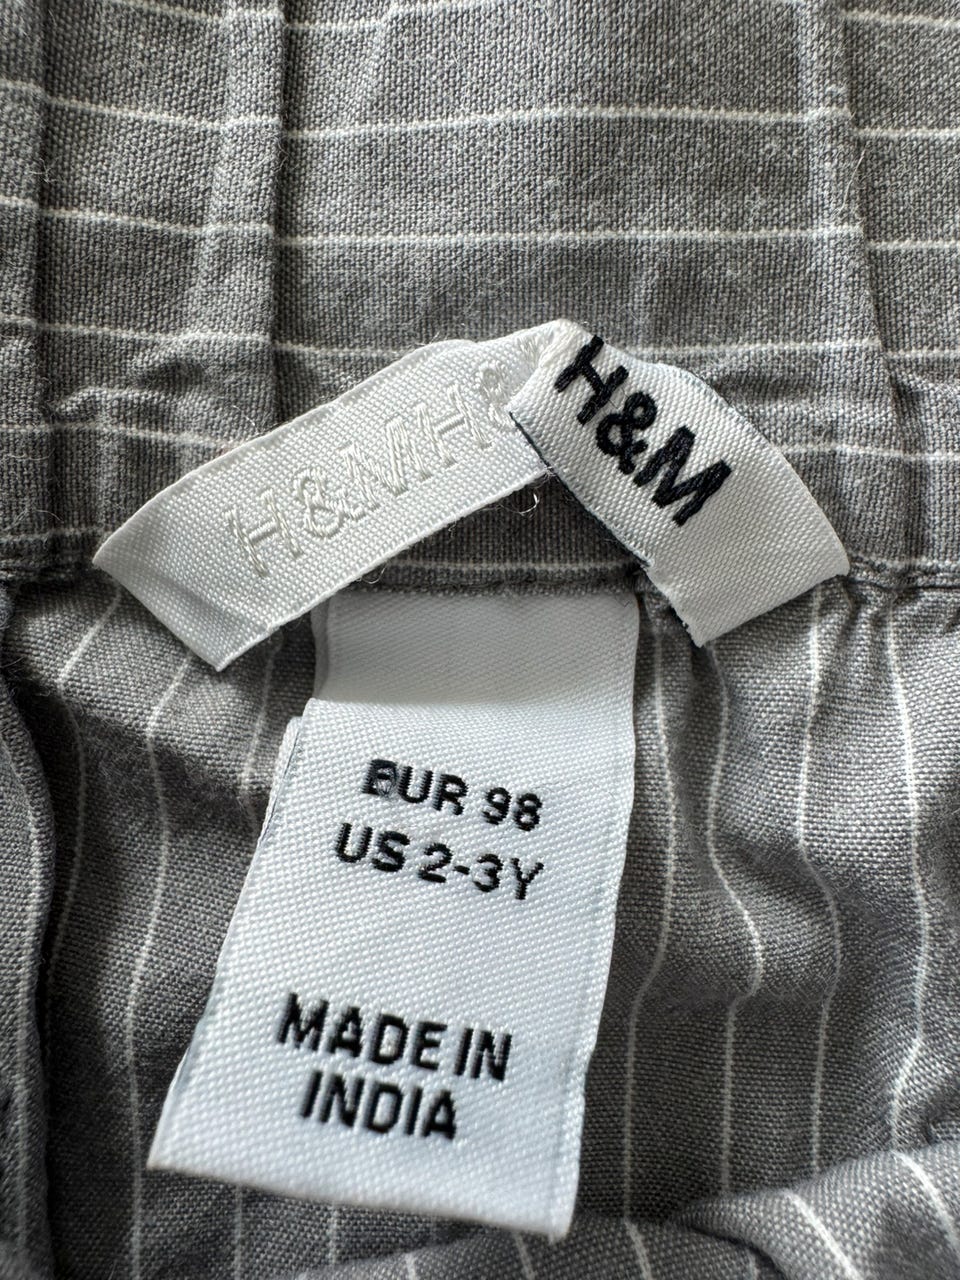 H&M H&
H&M
EUR 98
US 2-3Y
MADE IN
INDIA